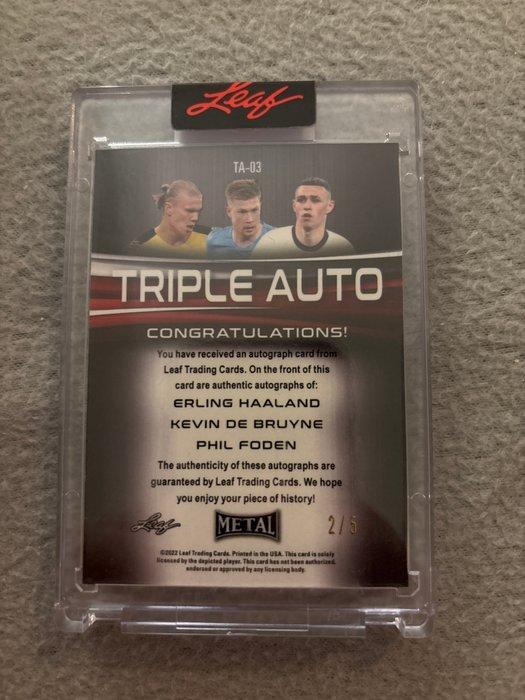 Leaf
TA-03
TRIPLE AUTO
CONGRATULATIONS!
You have received an autograph card from
Leaf Trading Cards. On the front of this
card are authentic autographs of:
ERLING HAALAND
KEVIN DE BRUYNE
PHIL FODEN
The authenticity of these autographs are
guaranteed by Leaf Trading Cards. We hope
you enjoy your piece of history!
Leaf METAL 2/5
©2022 Leaf Trading Cards. Printed in the USA. This card is solely
licensed by the depicted player. This card has not been authorized,
endorsed or approved by any licensing body.